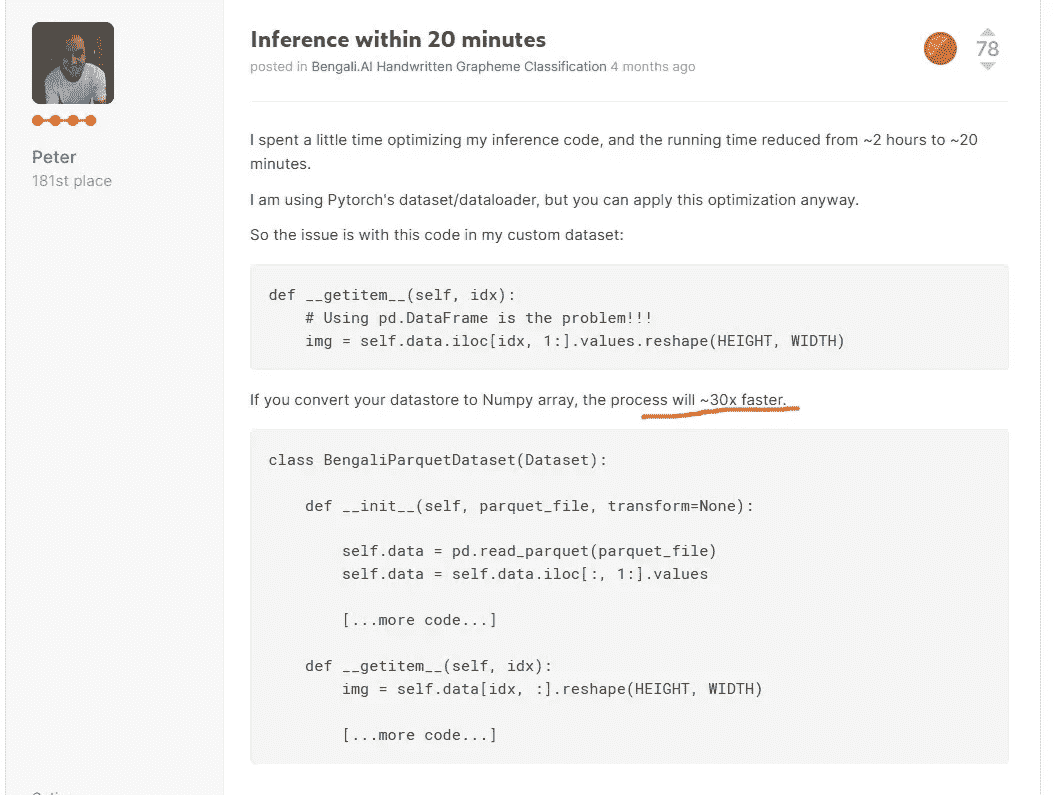 Inference within 20 minutes
78
posted in Bengali.AI Handwritten Grapheme Classification 4 months ago
Peter
181st place
I spent a little time optimizing my inference code, and the running time reduced from ~2 hours to ~20
minutes.
I am using Pytorch's dataset/dataloader, but you can apply this optimization anyway.
So the issue is with this code in my custom dataset:
def __getitem__(self, idx):
    # Using pd.DataFrame is the problem!!!
    img = self.data.iloc[idx, 1:].values.reshape(HEIGHT, WIDTH)
If you convert your datastore to Numpy array, the process will ~30x faster.
class BengaliParquetDataset(Dataset):
    def __init__(self, parquet_file, transform=None):
        self.data = pd.read_parquet(parquet_file)
        self.data = self.data.iloc[:, 1:].values
        [...more code...]
    def __getitem__(self, idx):
        img = self.data[idx, :].reshape(HEIGHT, WIDTH)
        [...more code...]